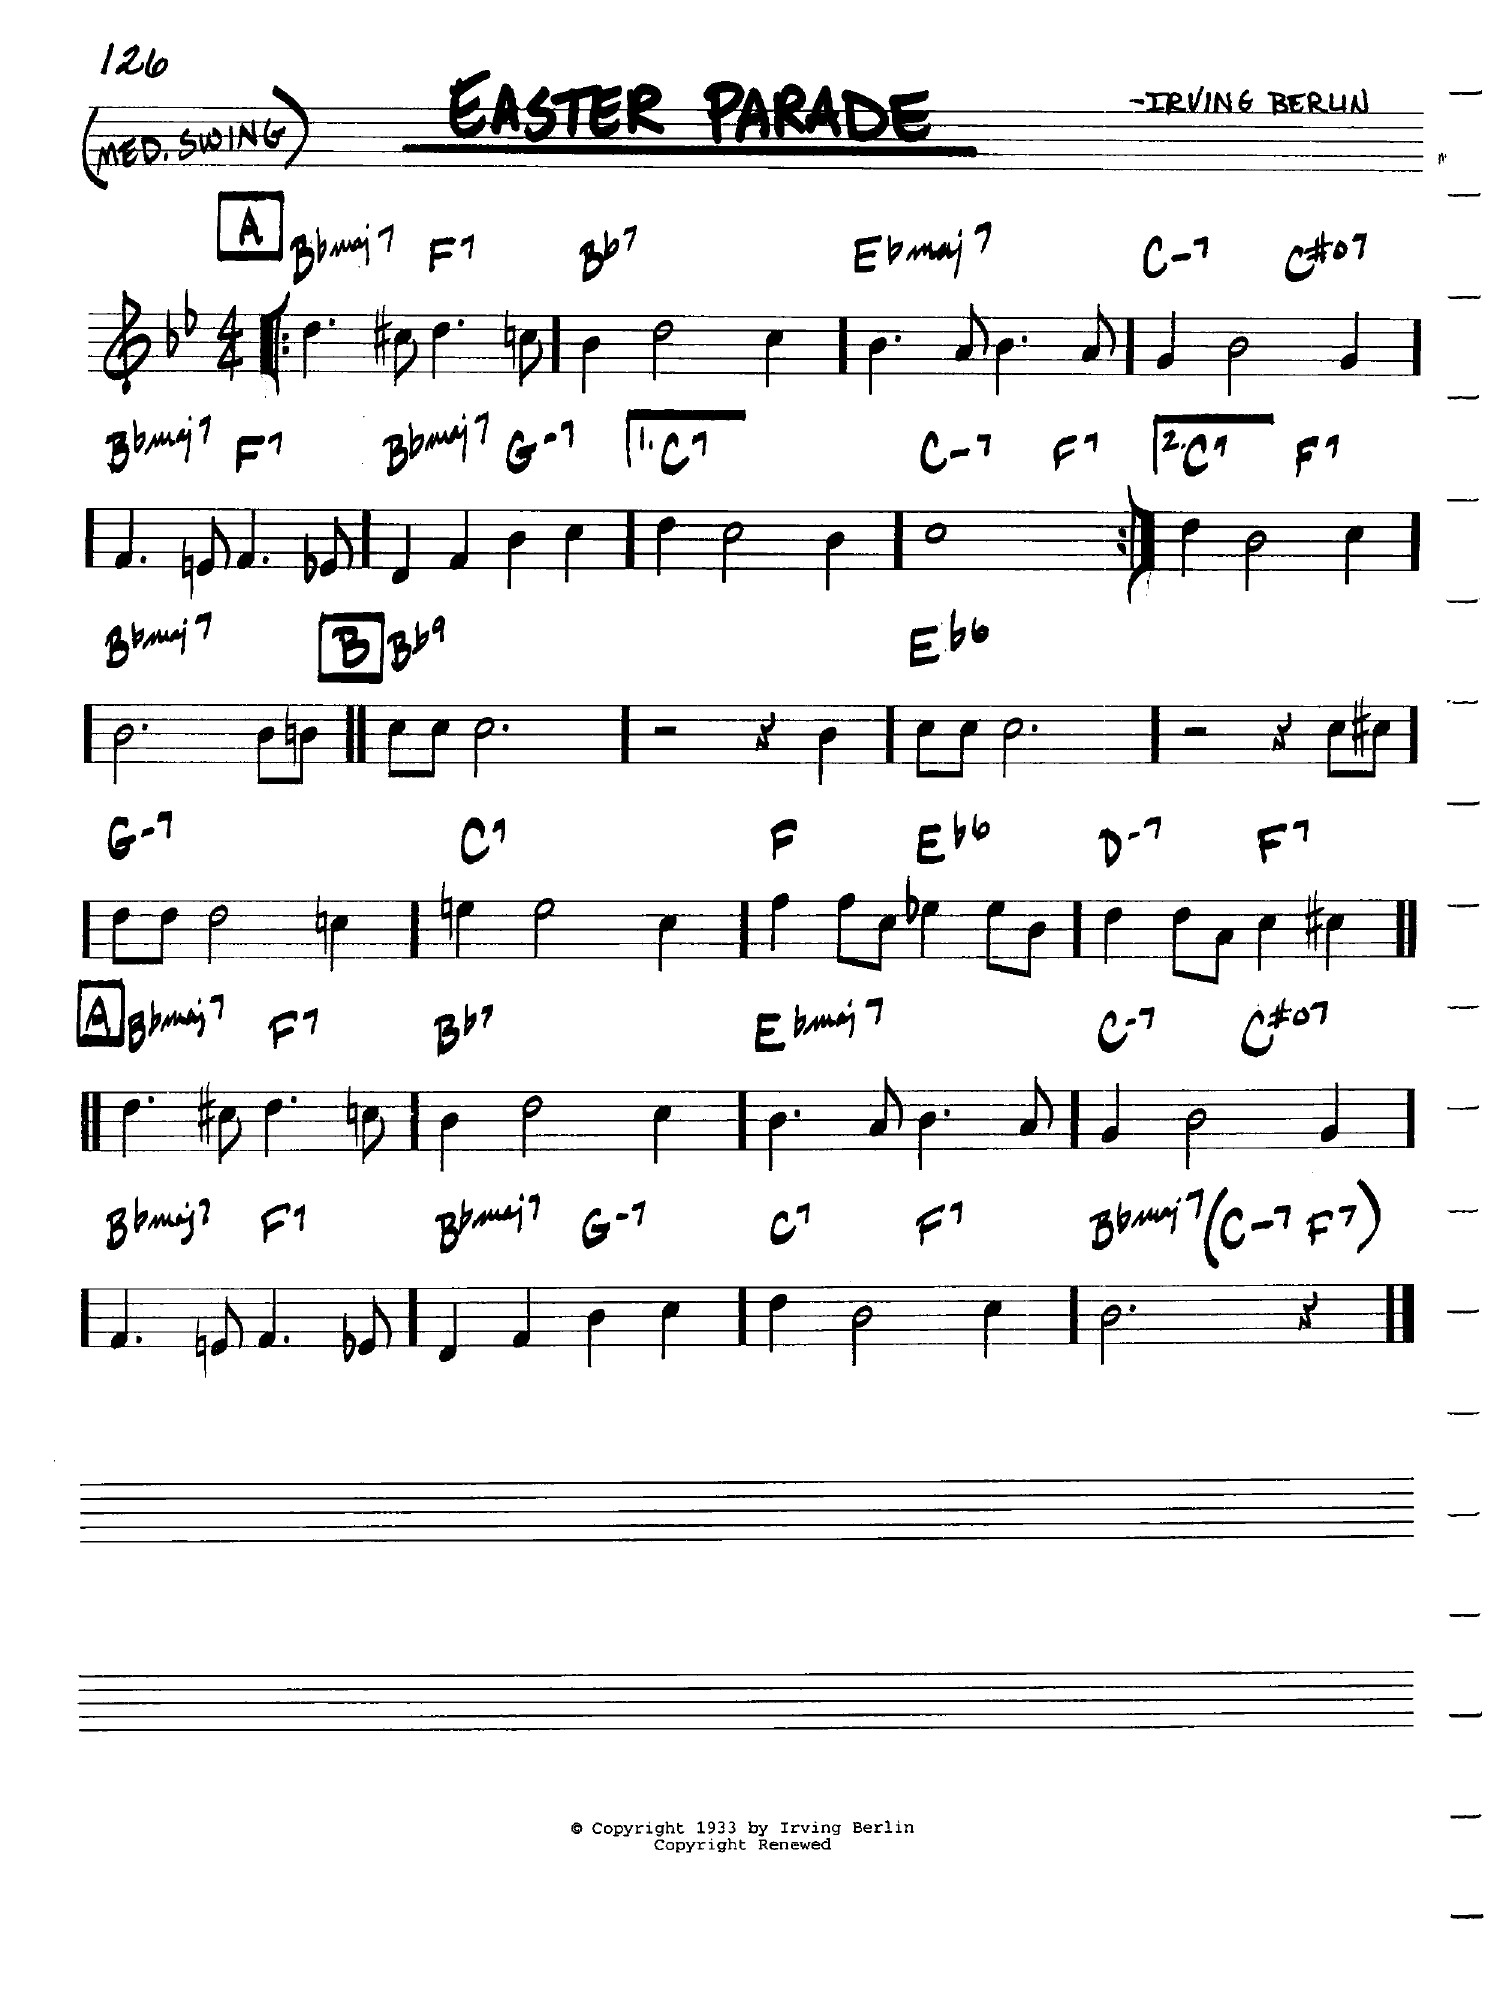 126
EASTER PARADE
-IRVING BERLIN
(MED. SWING)
A
Bbmaj7 F7 Bb7 Ebmaj7 C-7 C#o7
4
4
Bbmaj7 F7 Bbmaj7 G-7 1. C7 C-7 F7 2. C7 F7
Bbmaj7 B Bb9 Eb6
G-7 C7 F Eb6 D-7 F7
A Bbmaj7 F7 Bb7 Ebmaj7 C-7 C#o7
Bbmaj7 F7 Bbmaj7 G-7 C7 F7 Bbmaj7 (C-7 F7)
© Copyright 1933 by Irving Berlin
Copyright Renewed